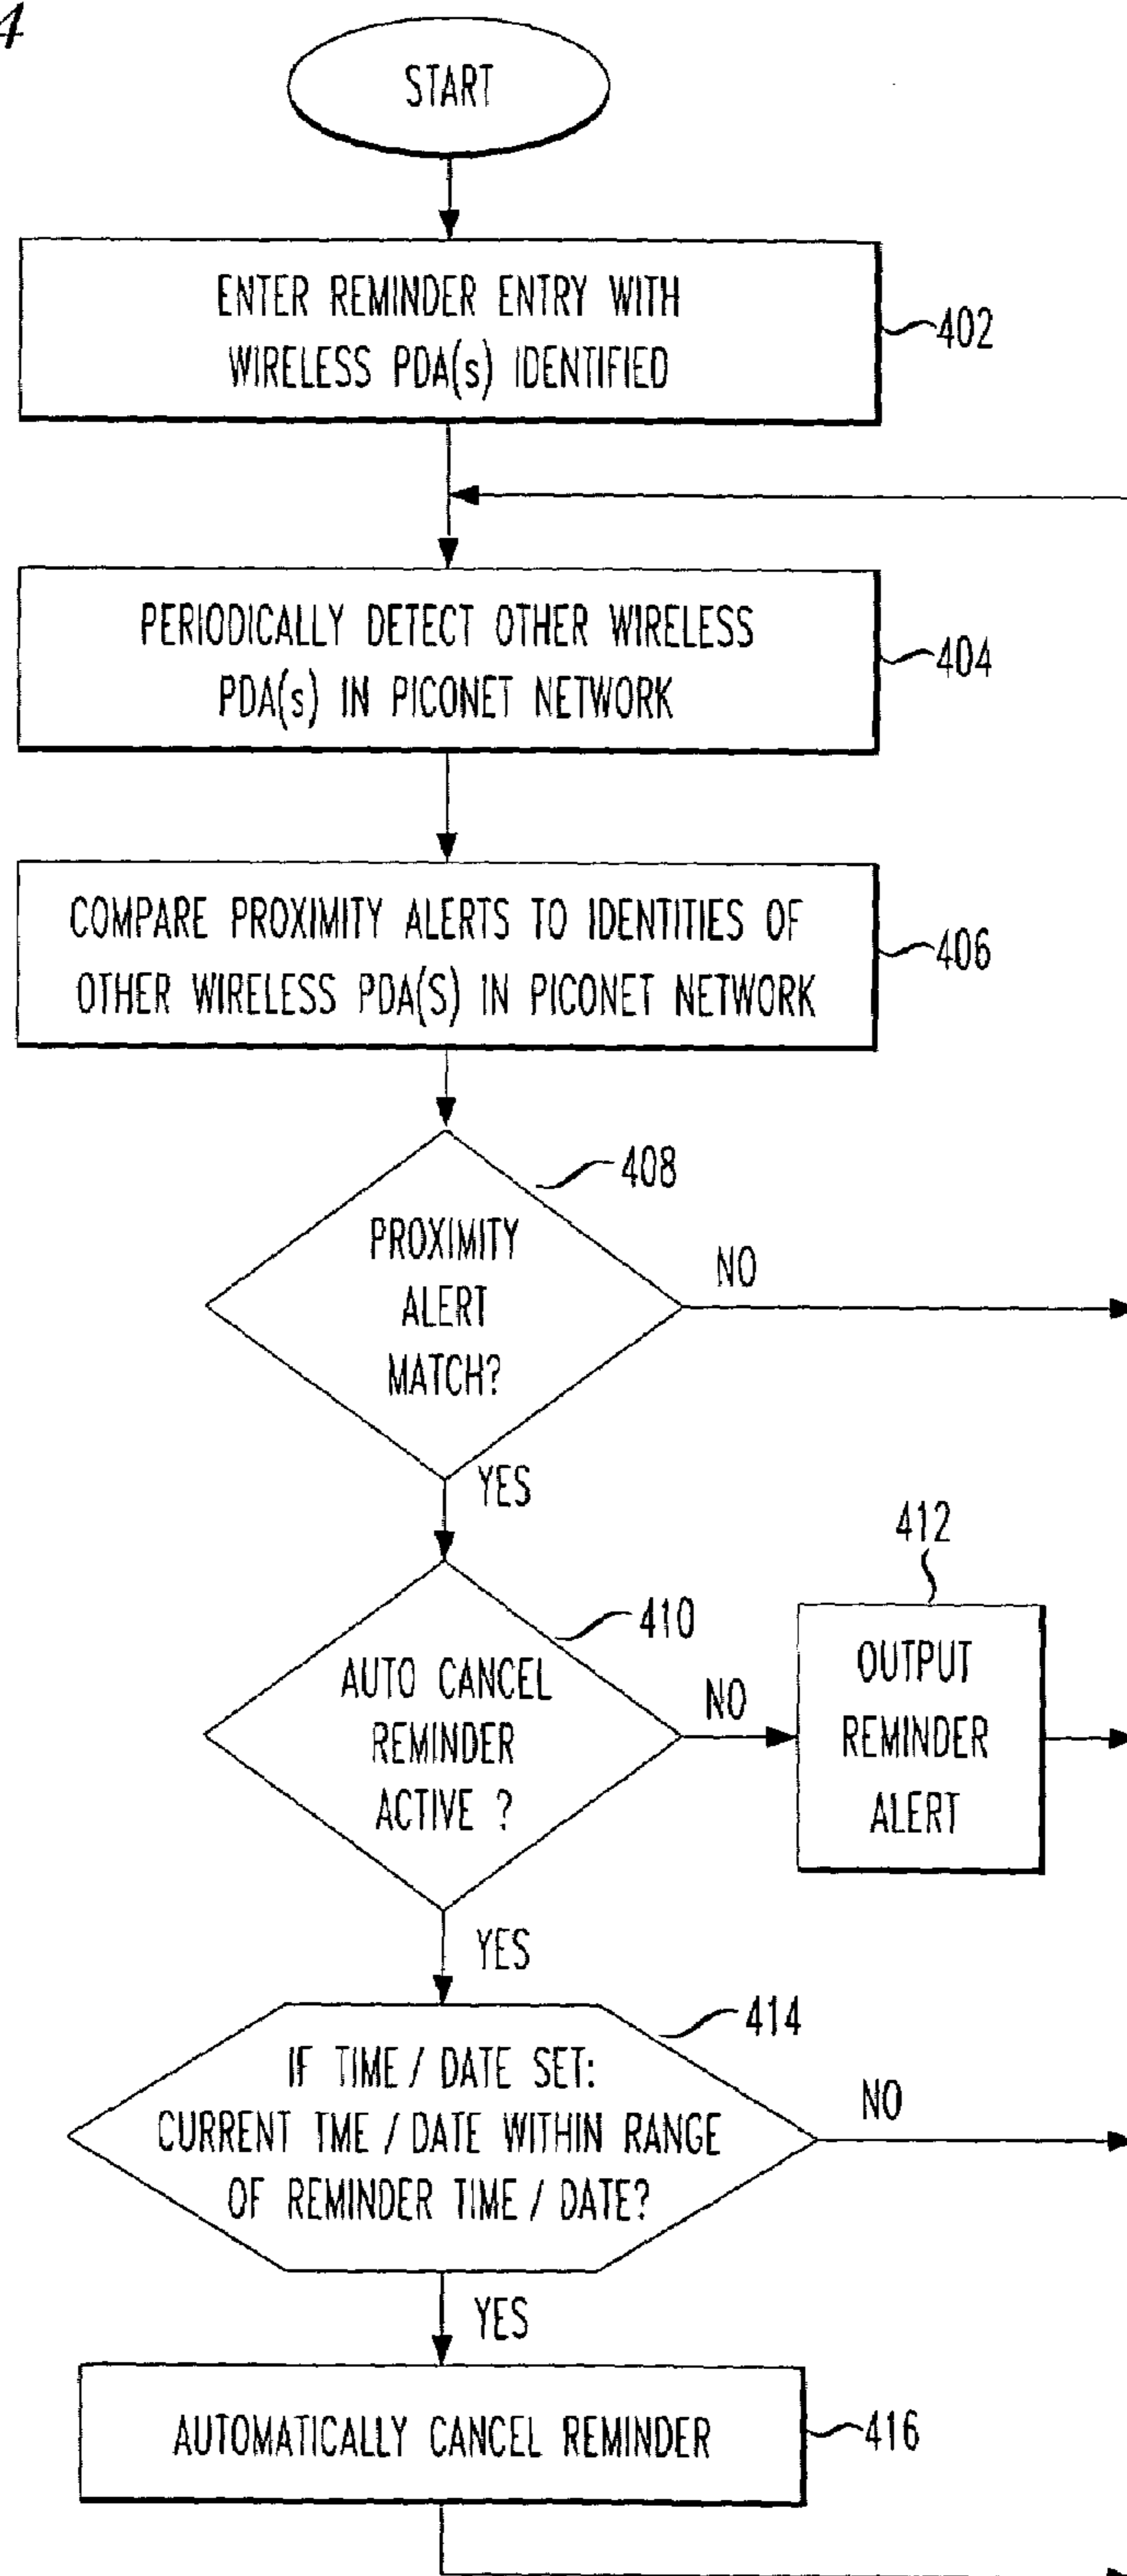 4
START
ENTER REMINDER ENTRY WITH
WIRELESS PDA(s) IDENTIFIED
402
PERIODICALLY DETECT OTHER WIRELESS
PDA(s) IN PICONET NETWORK
404
COMPARE PROXIMITY ALERTS TO IDENTITIES OF
OTHER WIRELESS PDA(S) IN PICONET NETWORK
406
408
PROXIMITY
ALERT
MATCH?
NO
YES
410
AUTO CANCEL
REMINDER
ACTIVE ?
NO
412
OUTPUT
REMINDER
ALERT
YES
414
IF TIME / DATE SET:
CURRENT TME / DATE WITHIN RANGE
OF REMINDER TIME / DATE?
NO
YES
AUTOMATICALLY CANCEL REMINDER
416